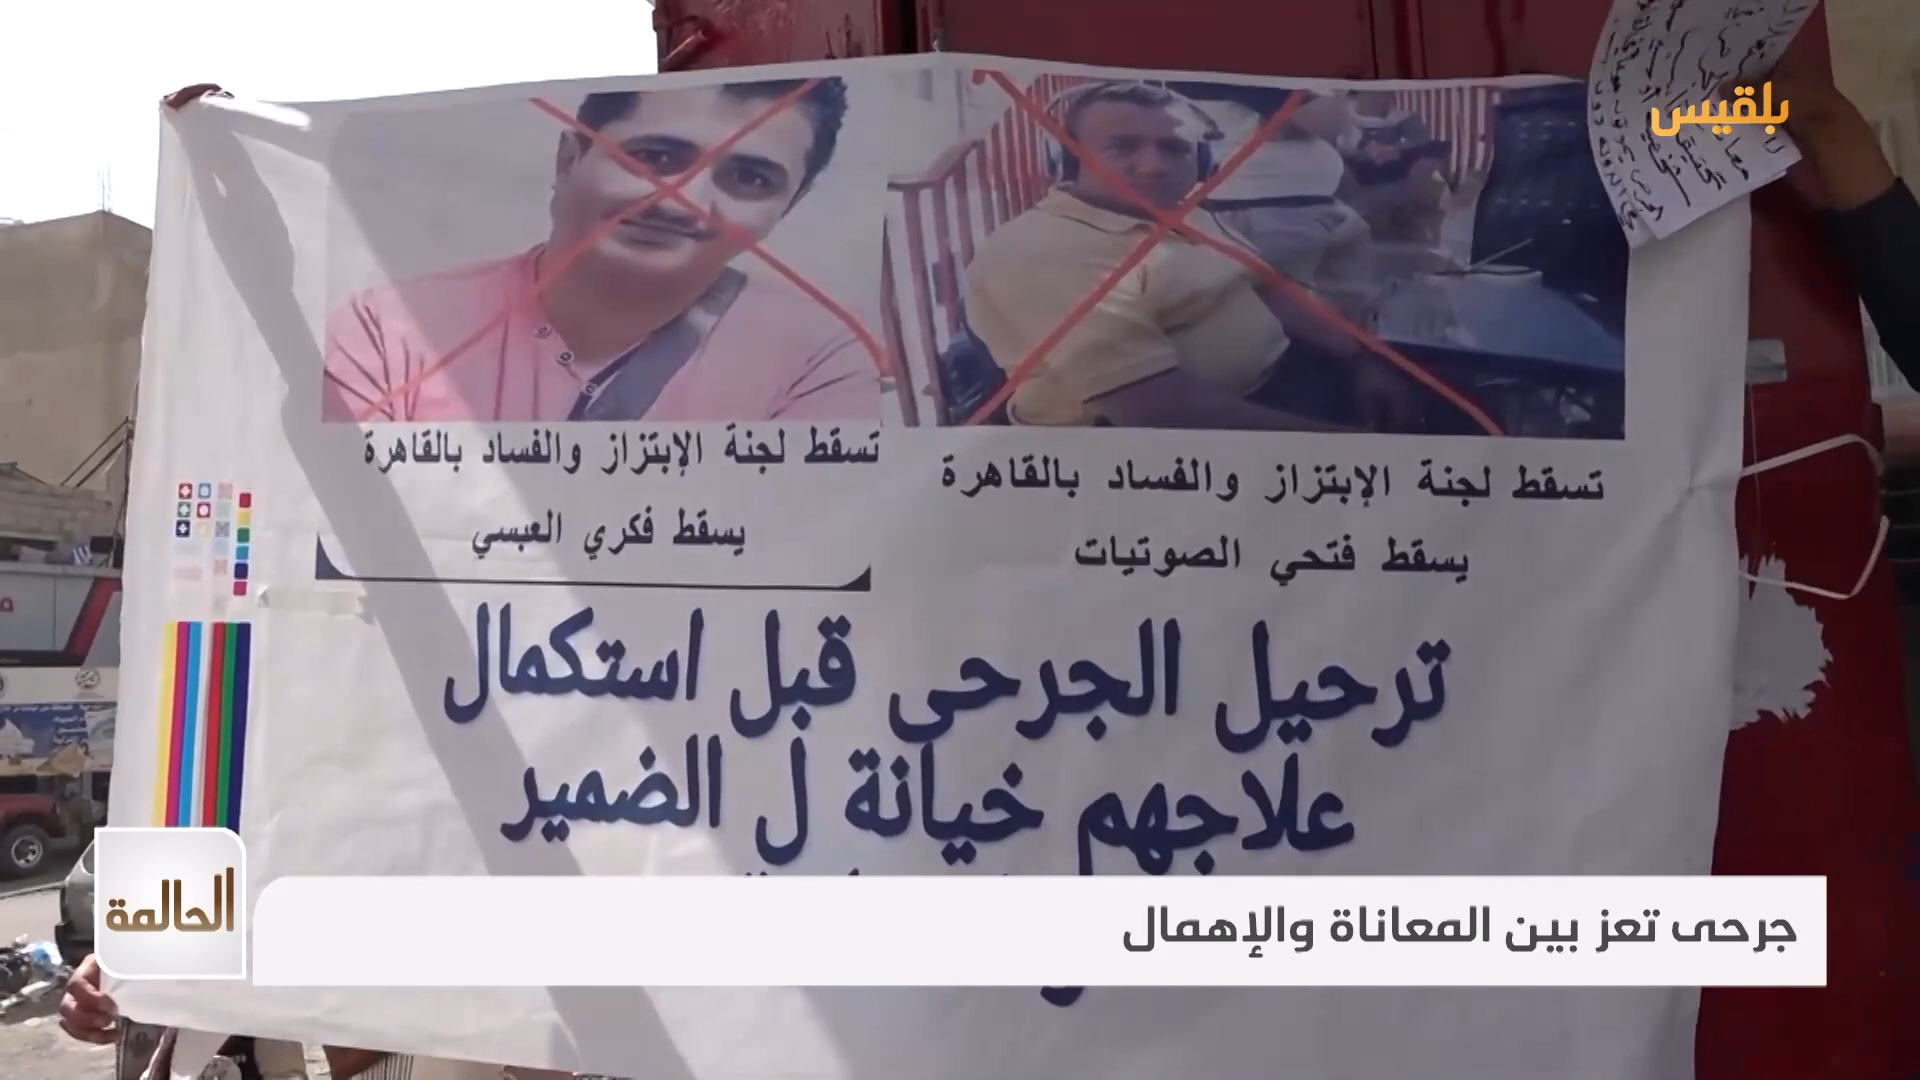 بلقيس
تسقط لجنة الإبتزاز والفساد بالقاهرة
يسقط فتحي الصوتيات
تسقط لجنة الإبتزاز والفساد بالقاهرة
يسقط فكري العبسي
ترحيل الجرحى قبل استكمال
علاجهم خيانة ل الضمير
جرحى تعز بين المعاناة والإهمال
الحالمة